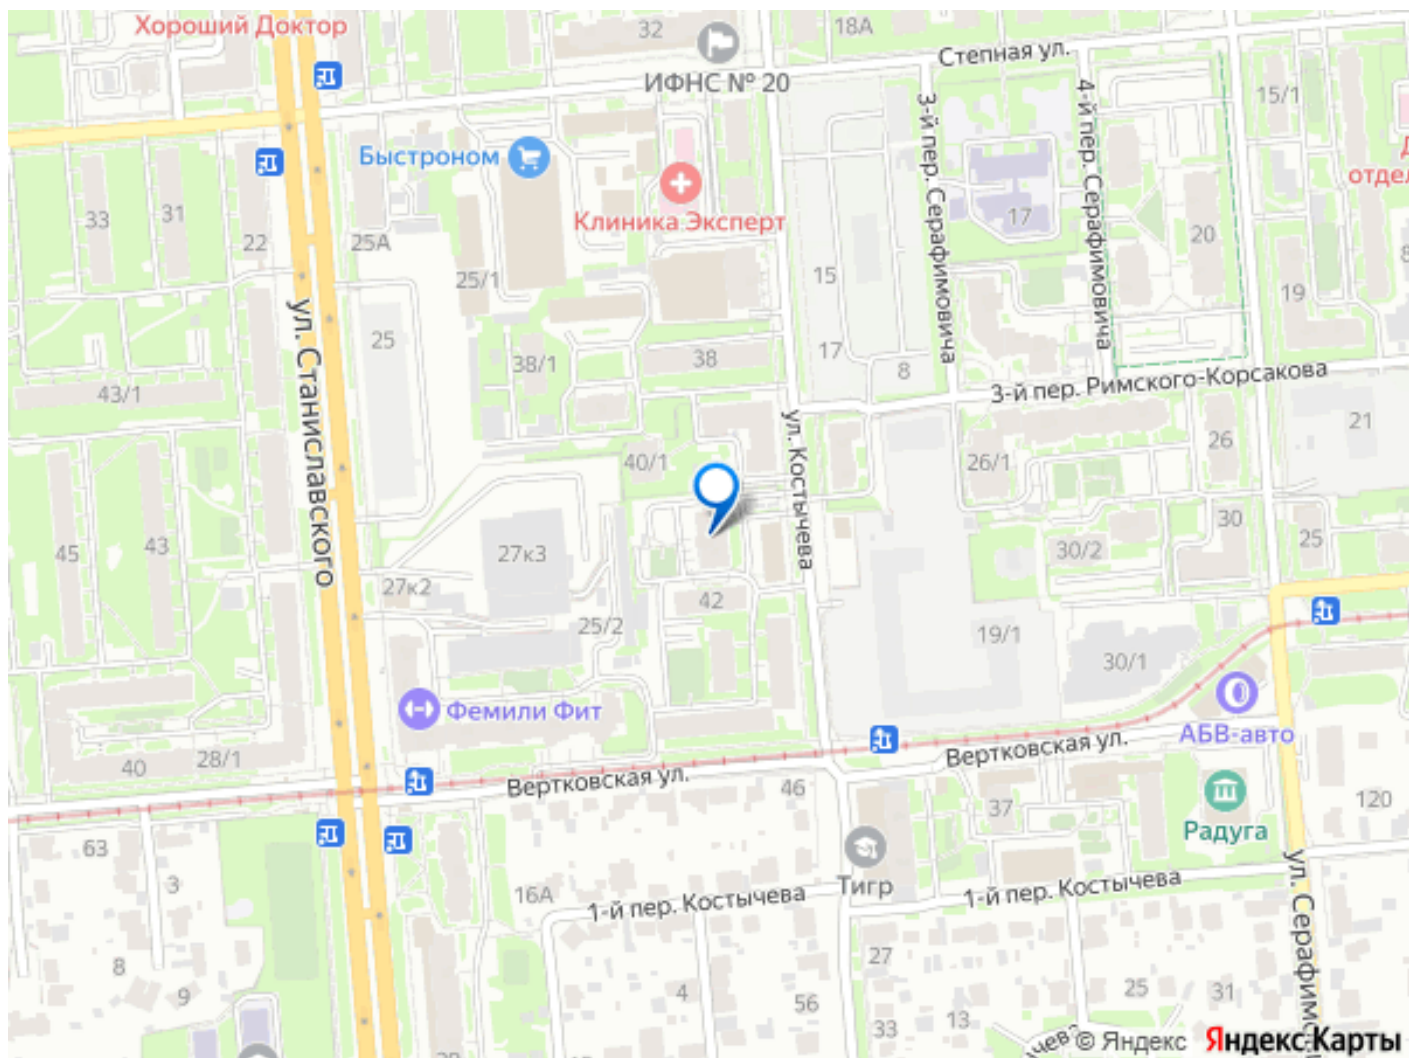 Хороший Доктор
32
18А
Степная ул.
ИФНС № 20
15/1
3-й пер. Серафимовича
4-й пер. Серафимовича
Быстроном
Клиника Эксперт
отдел
33
31
22
25А
17
20
25/1
15
19
ул. Станиславского
25
38/1
38
17
8
43/1
3-й пер. Римского-Корсакова
ул. Костычева
21
40/1
26/1
26
45
43
27к3
30/2
30
25
27к2
42
25/2
19/1
30/1
Фемили Фит
АБВ-авто
28/1
40
Вертковская ул.
Вертковская ул.
46
37
120
Радуга
63
3
Тигр
16А
1-й пер. Костычева
1-й пер. Костычева
ул. Серафимо
27
8
9
4
56
25
31
33
13
© Яндекс
Яндекс Карты